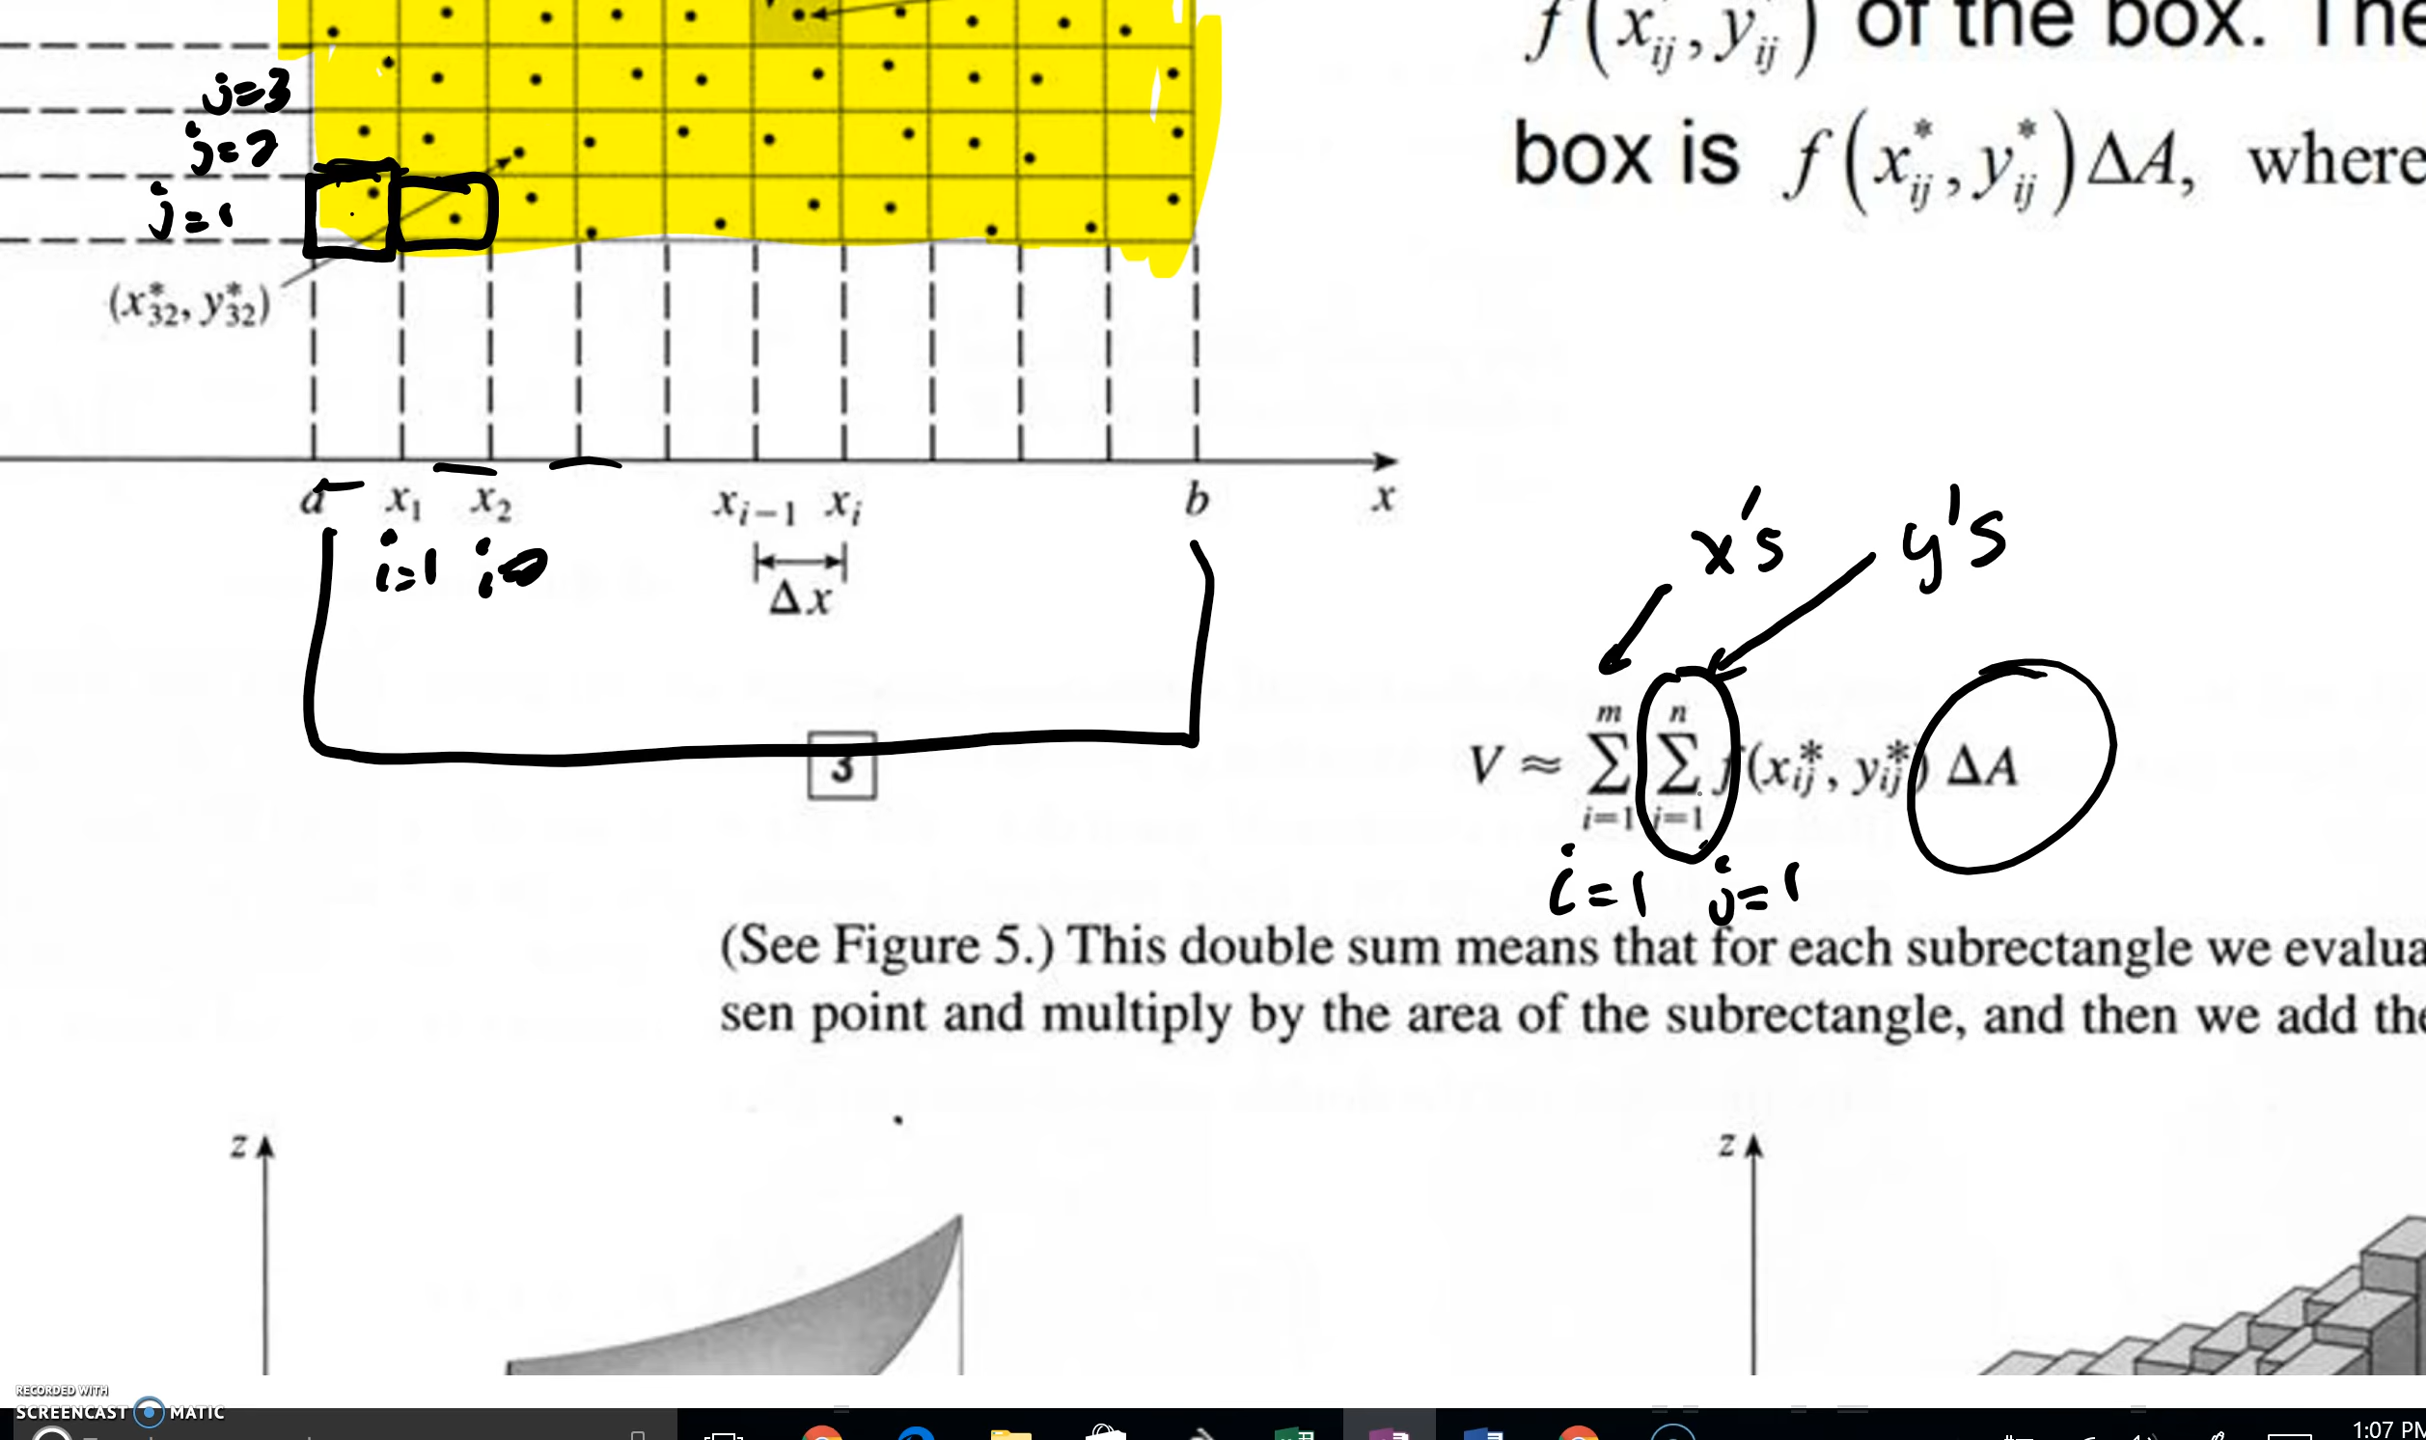 f(x*ij, y*ij) of the box. The
j=3
j=2
box is f(x*ij, y*ij)ΔA, where
j=1
(x*32, y*32)
a x1 x2 xi−1 xi b x
i=1
Δx
x's y's
3
V ≈ ∑ i=1 m ∑ j=1 n f(x*ij, y*ij) ΔA
i=1 j=1
(See Figure 5.) This double sum means that for each subrectangle we evalua
sen point and multiply by the area of the subrectangle, and then we add the
z z
RECORDED WITH
SCREENCAST MATIC
1:07 PM